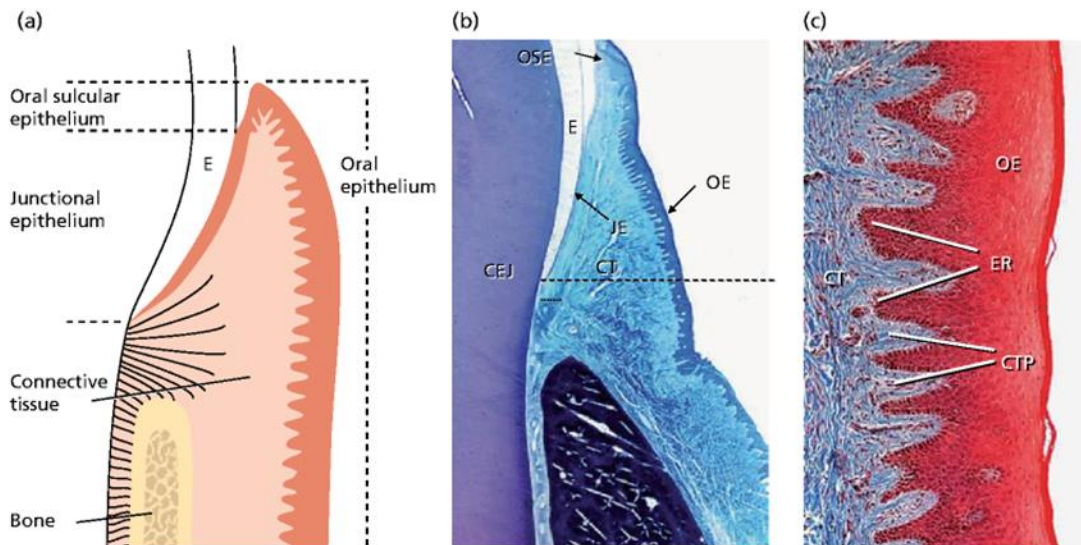 (a)
Oral sulcular
epithelium
E
Oral
epithelium
Junctional
epithelium
Connective
tissue
Bone
(b)
OSE
E
OE
JE
CEJ
CT
(c)
OE
ER
CT
CTP